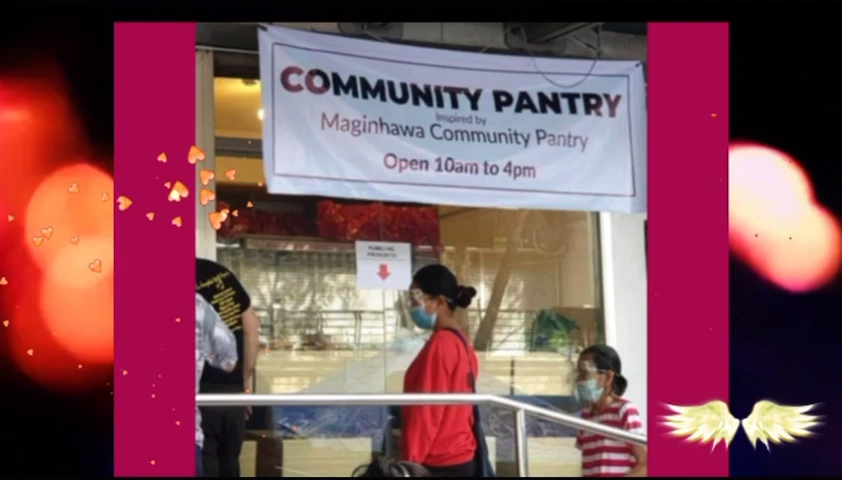 COMMUNITY PANTRY
Inspired by
Maginhawa Community Pantry
Open 10am to 4pm